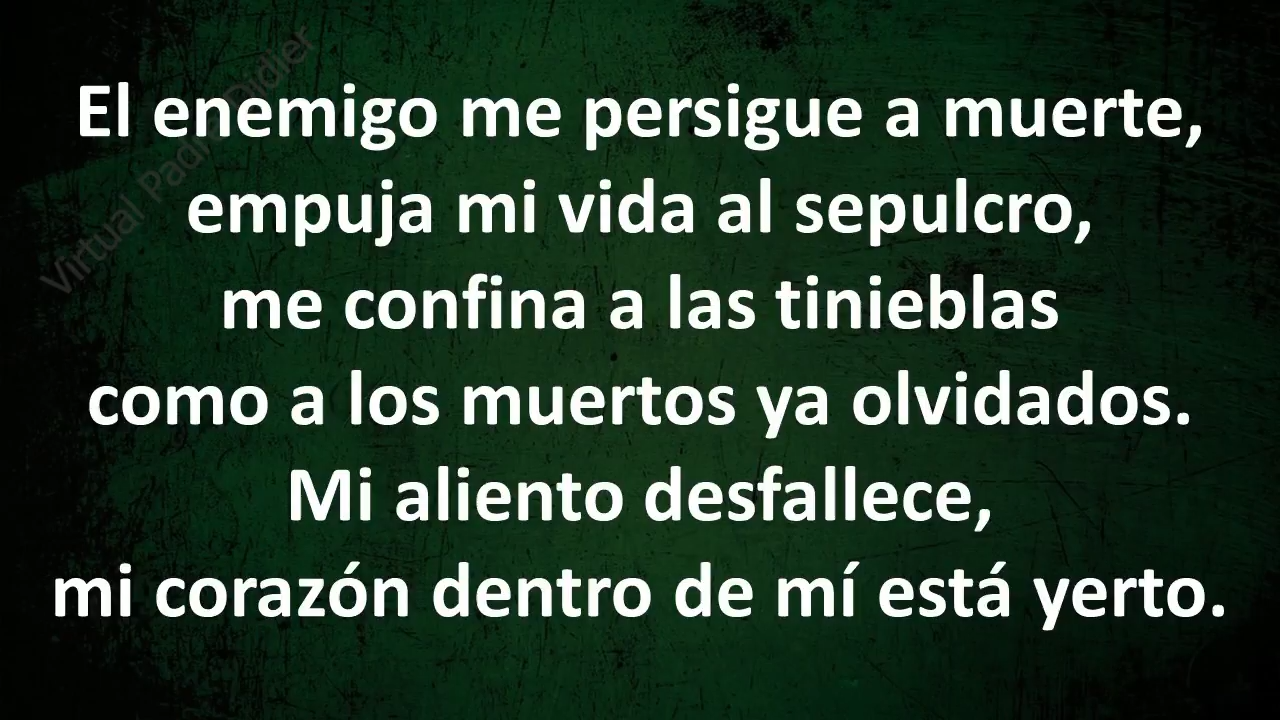 El enemigo me persigue a muerte,
empuja mi vida al sepulcro,
me confina a las tinieblas
como a los muertos ya olvidados.
Mi aliento desfallece,
mi corazón dentro de mí está yerto.
Virtual Padre Didier